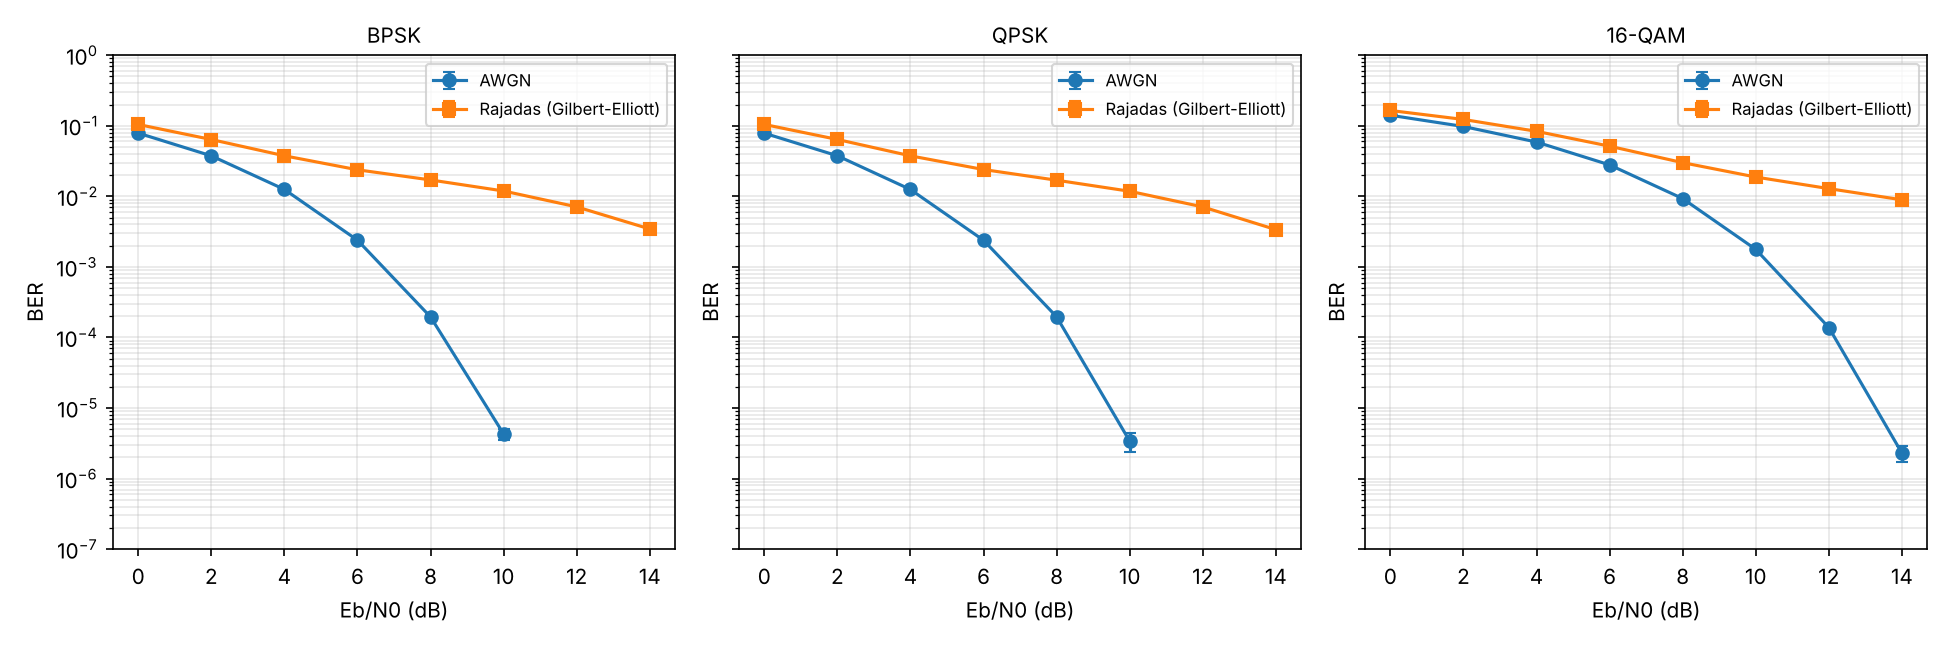 BPSK
10⁰
10⁻¹
10⁻²
10⁻³
10⁻⁴
10⁻⁵
10⁻⁶
10⁻⁷
BER
AWGN
Rajadas (Gilbert-Elliott)
0 2 4 6 8 10 12 14
Eb/N0 (dB)
QPSK
BER
AWGN
Rajadas (Gilbert-Elliott)
0 2 4 6 8 10 12 14
Eb/N0 (dB)
16-QAM
BER
AWGN
Rajadas (Gilbert-Elliott)
0 2 4 6 8 10 12 14
Eb/N0 (dB)